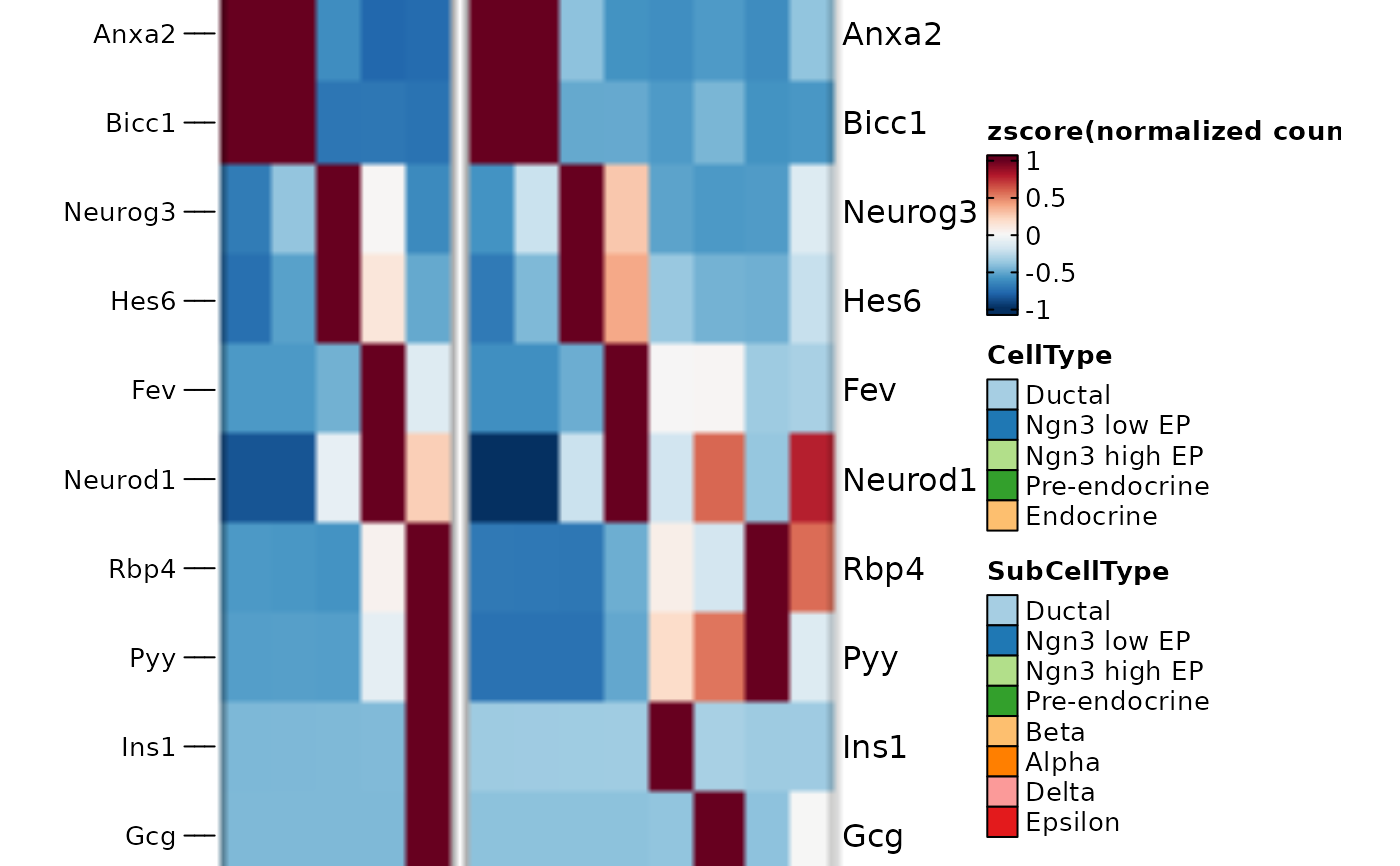 Anxa2
Bicc1
Neurog3
Hes6
Fev
Neurod1
Rbp4
Pyy
Ins1
Gcg
Anxa2
Bicc1
Neurog3
Hes6
Fev
Neurod1
Rbp4
Pyy
Ins1
Gcg
zscore(normalized coun
1
0.5
0
-0.5
-1
CellType
Ductal
Ngn3 low EP
Ngn3 high EP
Pre-endocrine
Endocrine
SubCellType
Ductal
Ngn3 low EP
Ngn3 high EP
Pre-endocrine
Beta
Alpha
Delta
Epsilon